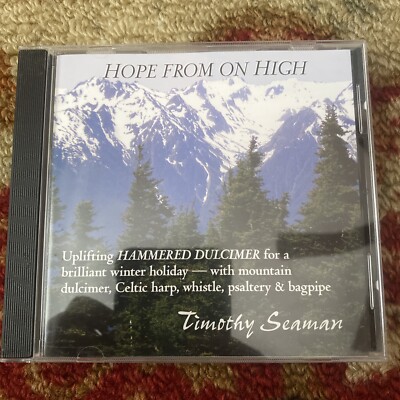 HOPE FROM ON HIGH
Uplifting HAMMERED DULCIMER for a
brilliant winter holiday — with mountain
dulcimer, Celtic harp, whistle, psaltery & bagpipe
Timothy Seaman